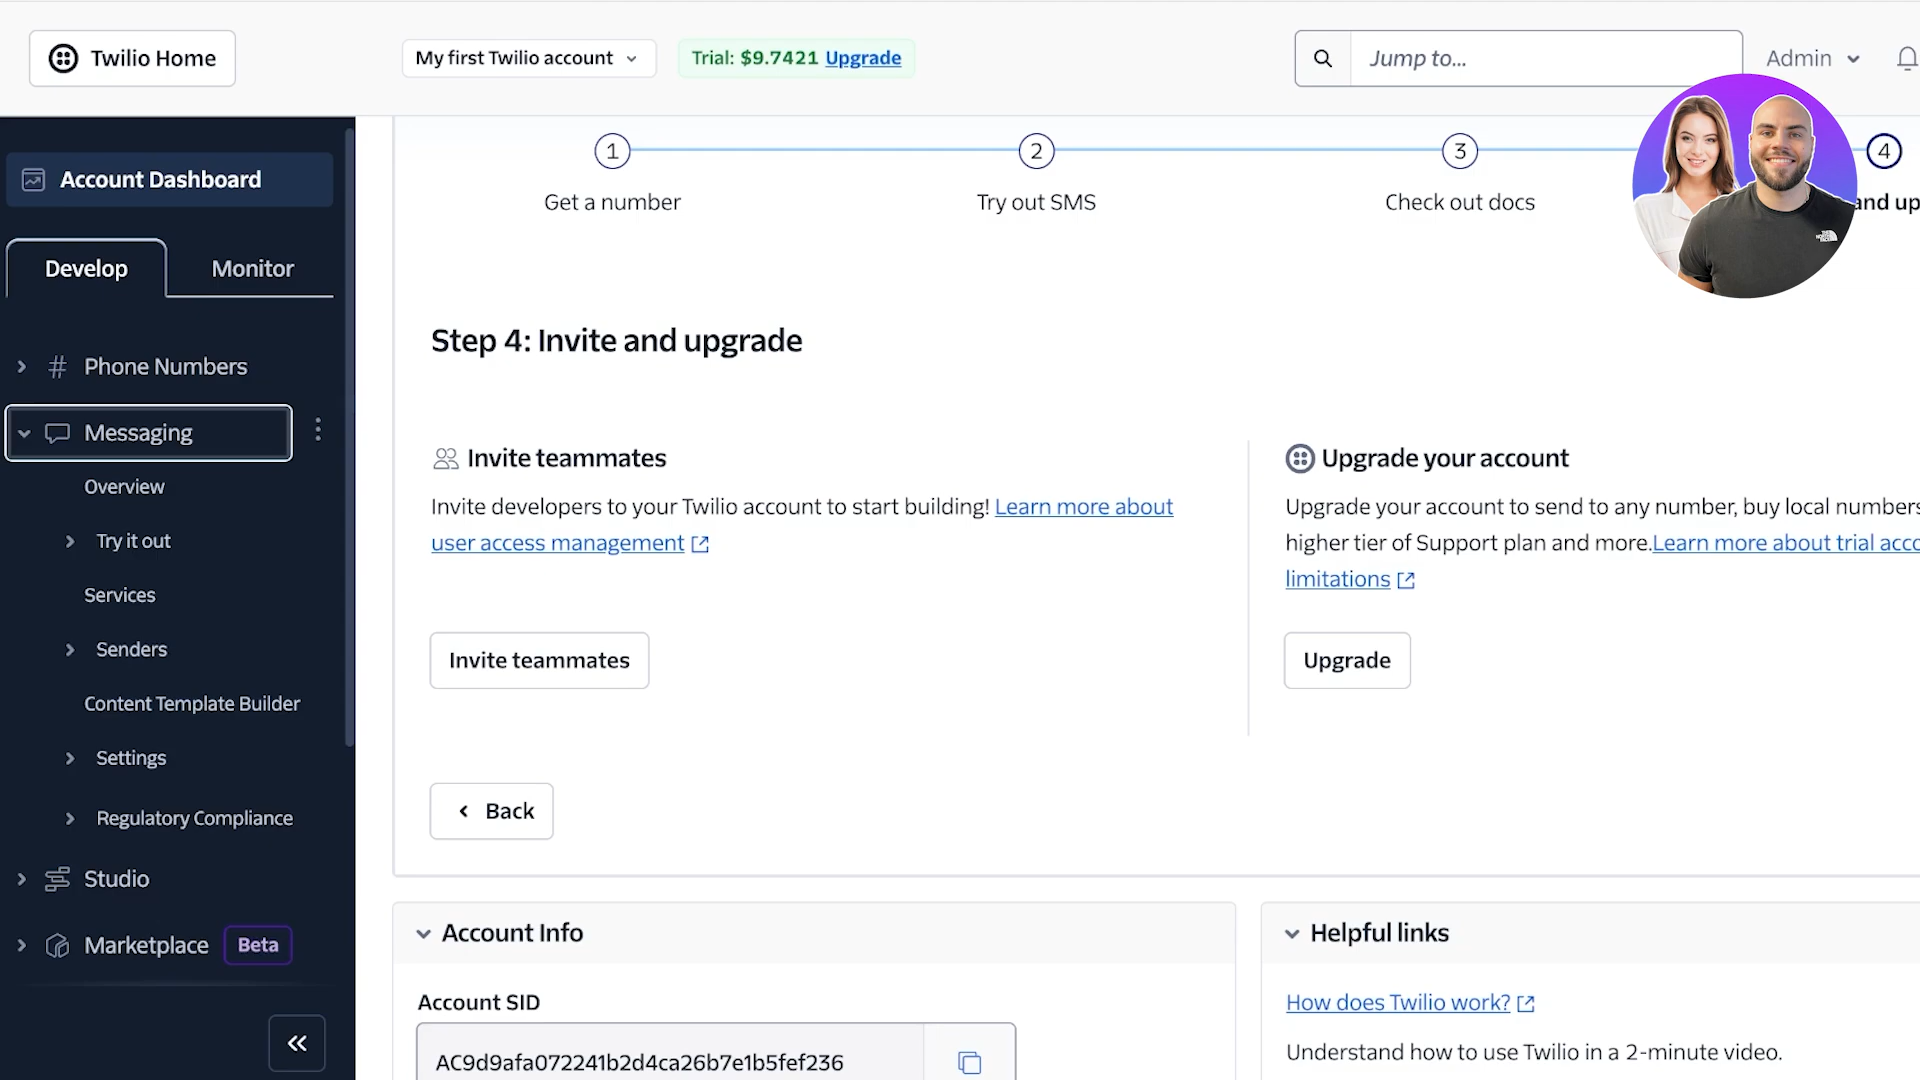 Twilio Home
My first Twilio account
Trial: $9.7421 Upgrade
Jump to...
Admin
Account Dashboard
Develop
Monitor
Phone Numbers
Messaging
Overview
Try it out
Services
Senders
Content Template Builder
Settings
Regulatory Compliance
Studio
Marketplace Beta
1
2
3
4
Get a number
Try out SMS
Check out docs
and up
Step 4: Invite and upgrade
Invite teammates
Invite developers to your Twilio account to start building! Learn more about
user access management
Invite teammates
Upgrade your account
Upgrade your account to send to any number, buy local numbers
higher tier of Support plan and more.Learn more about trial acco
limitations
Upgrade
Back
Account Info
Account SID
AC9d9afa072241b2d4ca26b7e1b5fef236
Helpful links
How does Twilio work?
Understand how to use Twilio in a 2-minute video.